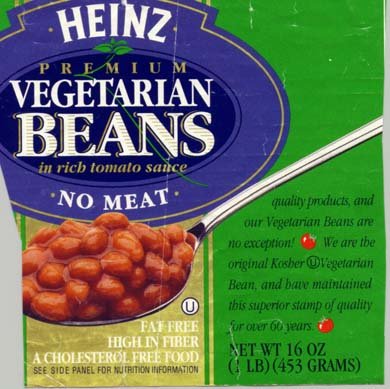 HEINZ
PREMIUM
VEGETARIAN
BEANS
in rich tomato sauce
· NO MEAT ·
quality products, and
our Vegetarian Beans are
no exception! We are the
original Kosher ⓊVegetarian
Bean, and have maintained
this superior stamp of quality
for over 60 years.
Ⓤ
FAT FREE
HIGH IN FIBER
A CHOLESTEROL FREE FOOD
SEE SIDE PANEL FOR NUTRITION INFORMATION
NET WT 16 OZ
(1 LB) (453 GRAMS)